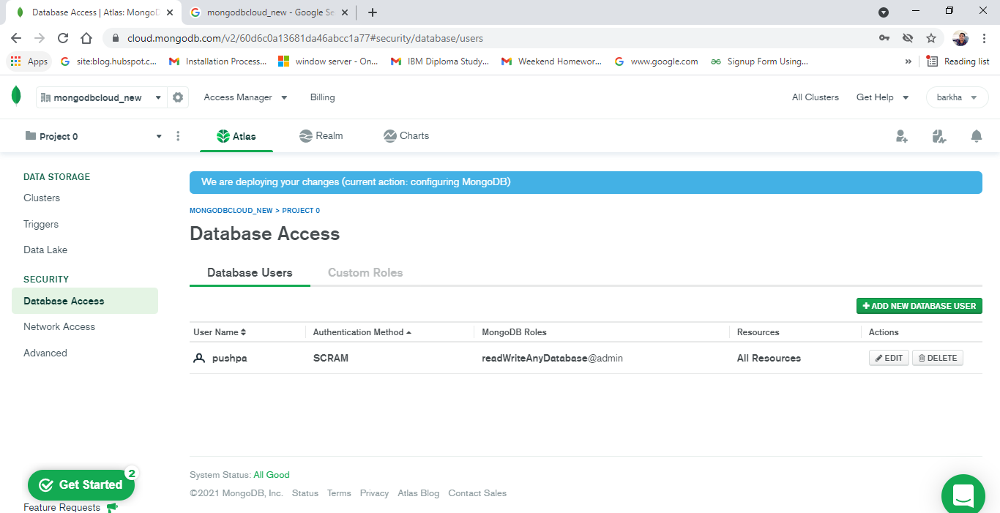 Database Access | Atlas: MongoD
mongodbcloud_new - Google Se
cloud.mongodb.com/v2/60d6c0a13681da46abcc1a77#security/database/users
Apps
site:blog.hubspot.c...
Installation Process...
window server - On...
IBM Diploma Study...
Weekend Homewor...
www.google.com
Signup Form Using...
»
Reading list
mongodbcloud_new
Access Manager
Billing
All Clusters
Get Help
barkha
Project 0
Atlas
Realm
Charts
DATA STORAGE
Clusters
Triggers
Data Lake
SECURITY
Database Access
Network Access
Advanced
We are deploying your changes (current action: configuring MongoDB)
MONGODBCLOUD_NEW > PROJECT 0
Database Access
Database Users
Custom Roles
+ ADD NEW DATABASE USER
User Name
Authentication Method
MongoDB Roles
Resources
Actions
pushpa
SCRAM
readWriteAnyDatabase@admin
All Resources
EDIT
DELETE
System Status: All Good
©2021 MongoDB, Inc. Status Terms Privacy Atlas Blog Contact Sales
Get Started
2
Feature Requests